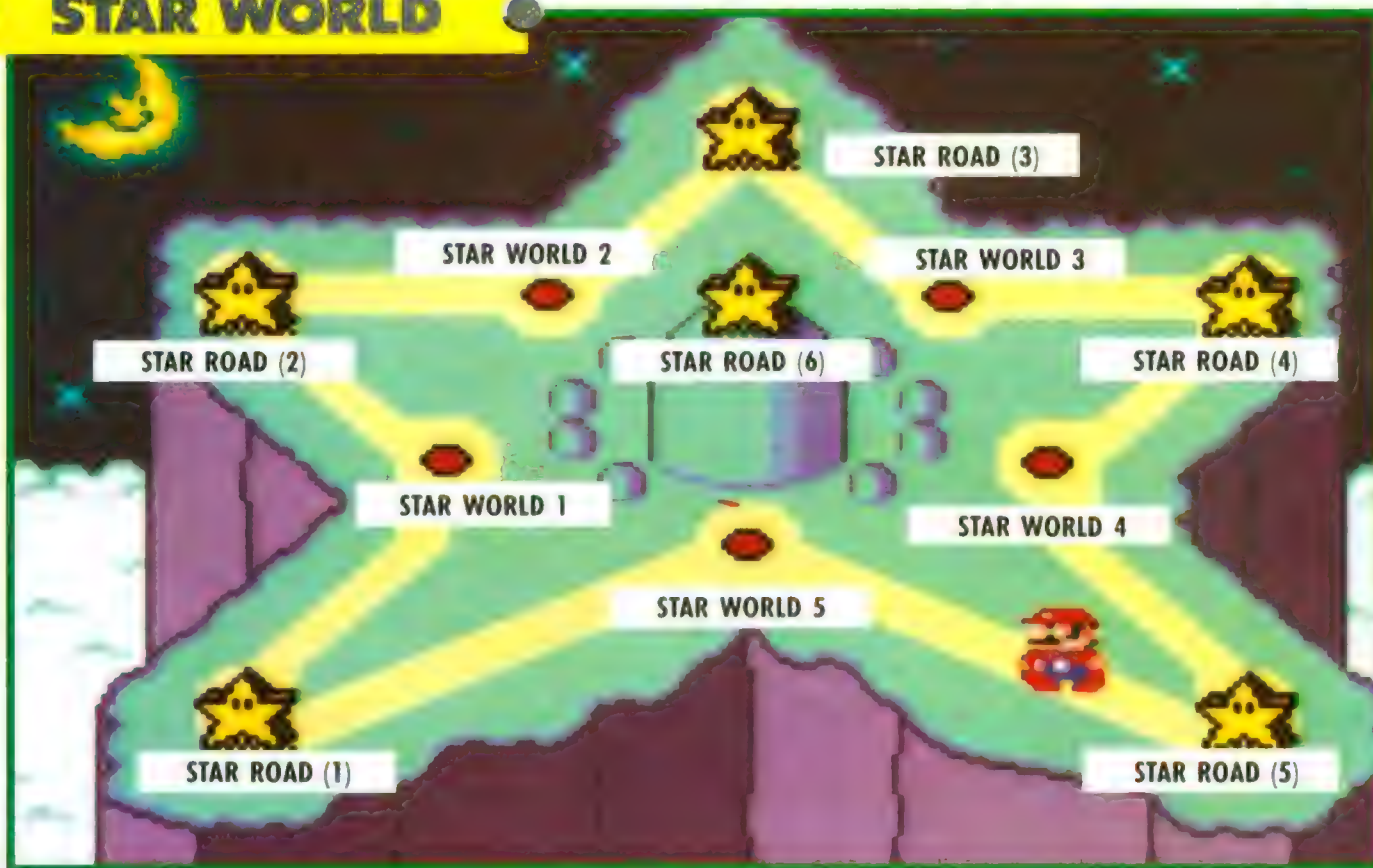 STAR WORLD
STAR ROAD (3)
STAR WORLD 2
STAR WORLD 3
STAR ROAD (2)
STAR ROAD (6)
STAR ROAD (4)
STAR WORLD 1
STAR WORLD 4
STAR WORLD 5
STAR ROAD (1)
STAR ROAD (5)